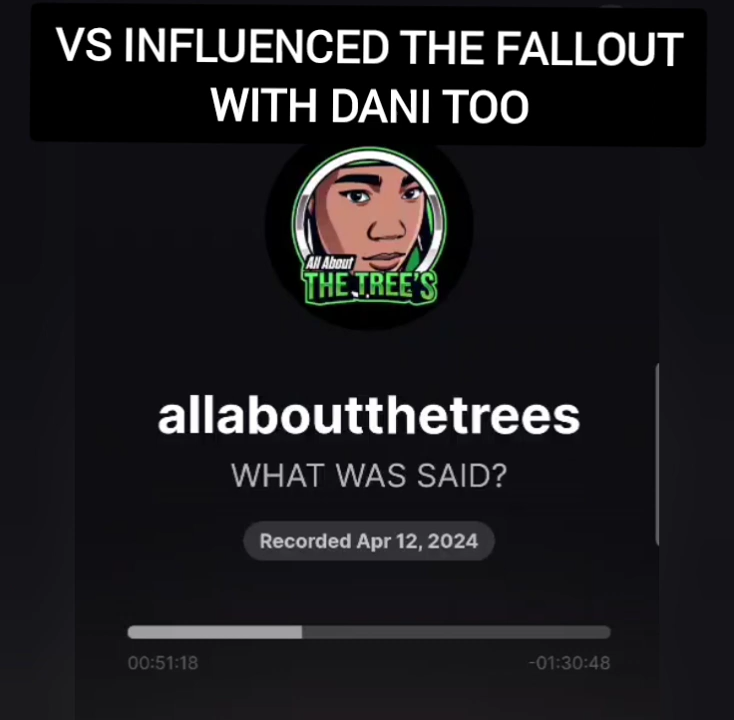 VS INFLUENCED THE FALLOUT
WITH DANI TOO
All About
THE TREE'S
allaboutthetrees
WHAT WAS SAID?
Recorded Apr 12, 2024
00:51:18
-01:30:48